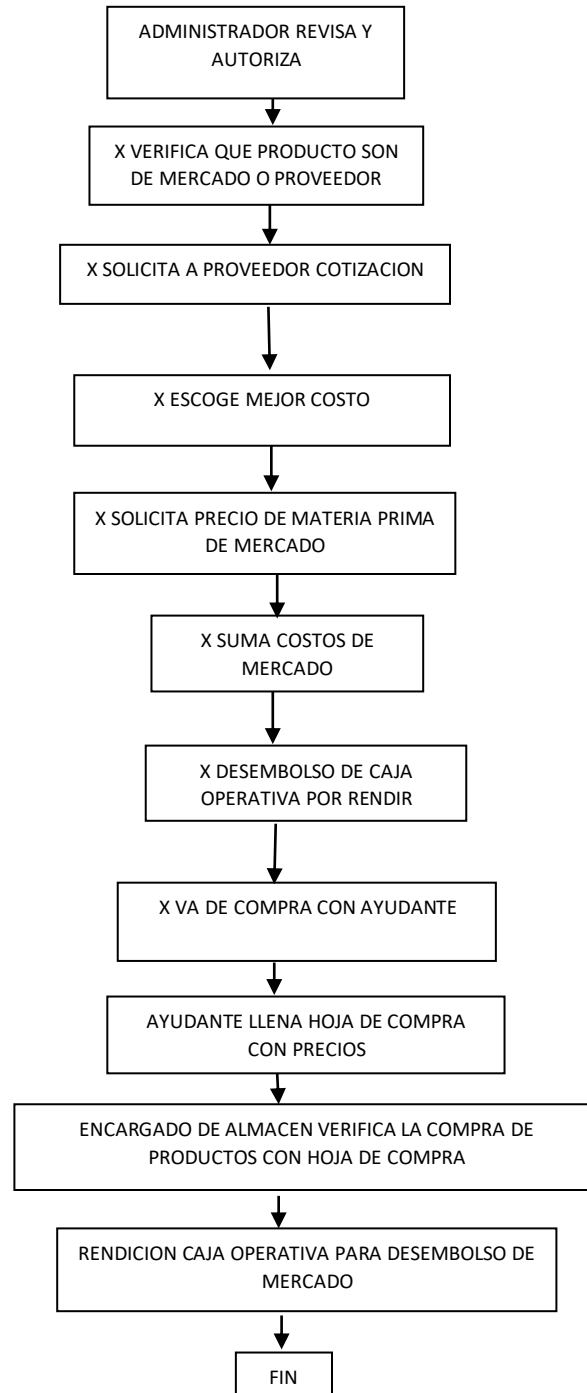 ADMINISTRADOR REVISA Y
AUTORIZA
X VERIFICA QUE PRODUCTO SON
DE MERCADO O PROVEEDOR
X SOLICITA A PROVEEDOR COTIZACION
X ESCOGE MEJOR COSTO
X SOLICITA PRECIO DE MATERIA PRIMA
DE MERCADO
X SUMA COSTOS DE
MERCADO
X DESEMBOLSO DE CAJA
OPERATIVA POR RENDIR
X VA DE COMPRA CON AYUDANTE
AYUDANTE LLENA HOJA DE COMPRA
CON PRECIOS
ENCARGADO DE ALMACEN VERIFICA LA COMPRA DE
PRODUCTOS CON HOJA DE COMPRA
RENDICION CAJA OPERATIVA PARA DESEMBOLSO DE
MERCADO
FIN